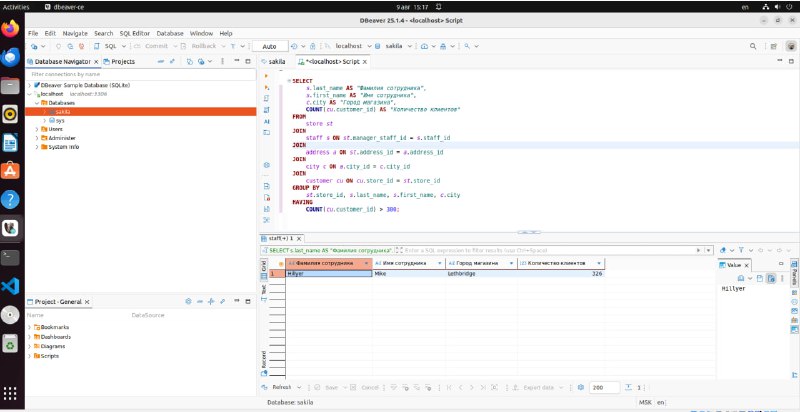 Activities dbeaver-ce 9 авг 15:17 en
DBeaver 25.1.4 - <localhost> Script
File Edit Navigate Search SQL Editor Database Window Help
SQL Commit Rollback Auto localhost sakila
Database Navigator Projects
Filter connections by name
DBeaver Sample Database (SQLite)
localhost localhost:3306
Databases
sakila
sys
Users
Administer
System Info
Project - General
Name DataSource
Bookmarks
Dashboards
Diagrams
Scripts
sakila *<localhost> Script
SELECT
s.last_name AS "Фамилия сотрудника",
s.first_name AS "Имя сотрудника",
c.city AS "Город магазина",
COUNT(cu.customer_id) AS "Количество клиентов"
FROM
store st
JOIN
staff s ON st.manager_staff_id = s.staff_id
JOIN
address a ON st.address_id = a.address_id
JOIN
city c ON a.city_id = c.city_id
JOIN
customer cu ON cu.store_id = st.store_id
GROUP BY
st.store_id, s.last_name, s.first_name, c.city
HAVING
COUNT(cu.customer_id) > 300;
staff(+) 1
SELECT s.last_name AS "Фамилия сотрудника", Enter a SQL expression to filter results (use Ctrl+Space)
Grid
Text
Record
Фамилия сотрудника Имя сотрудника Город магазина Количество клиентов
1 Hillyer Mike Lethbridge 326
Value
Hillyer
Panels
Refresh Save Cancel Export data 200 1
Database: sakila MSK en